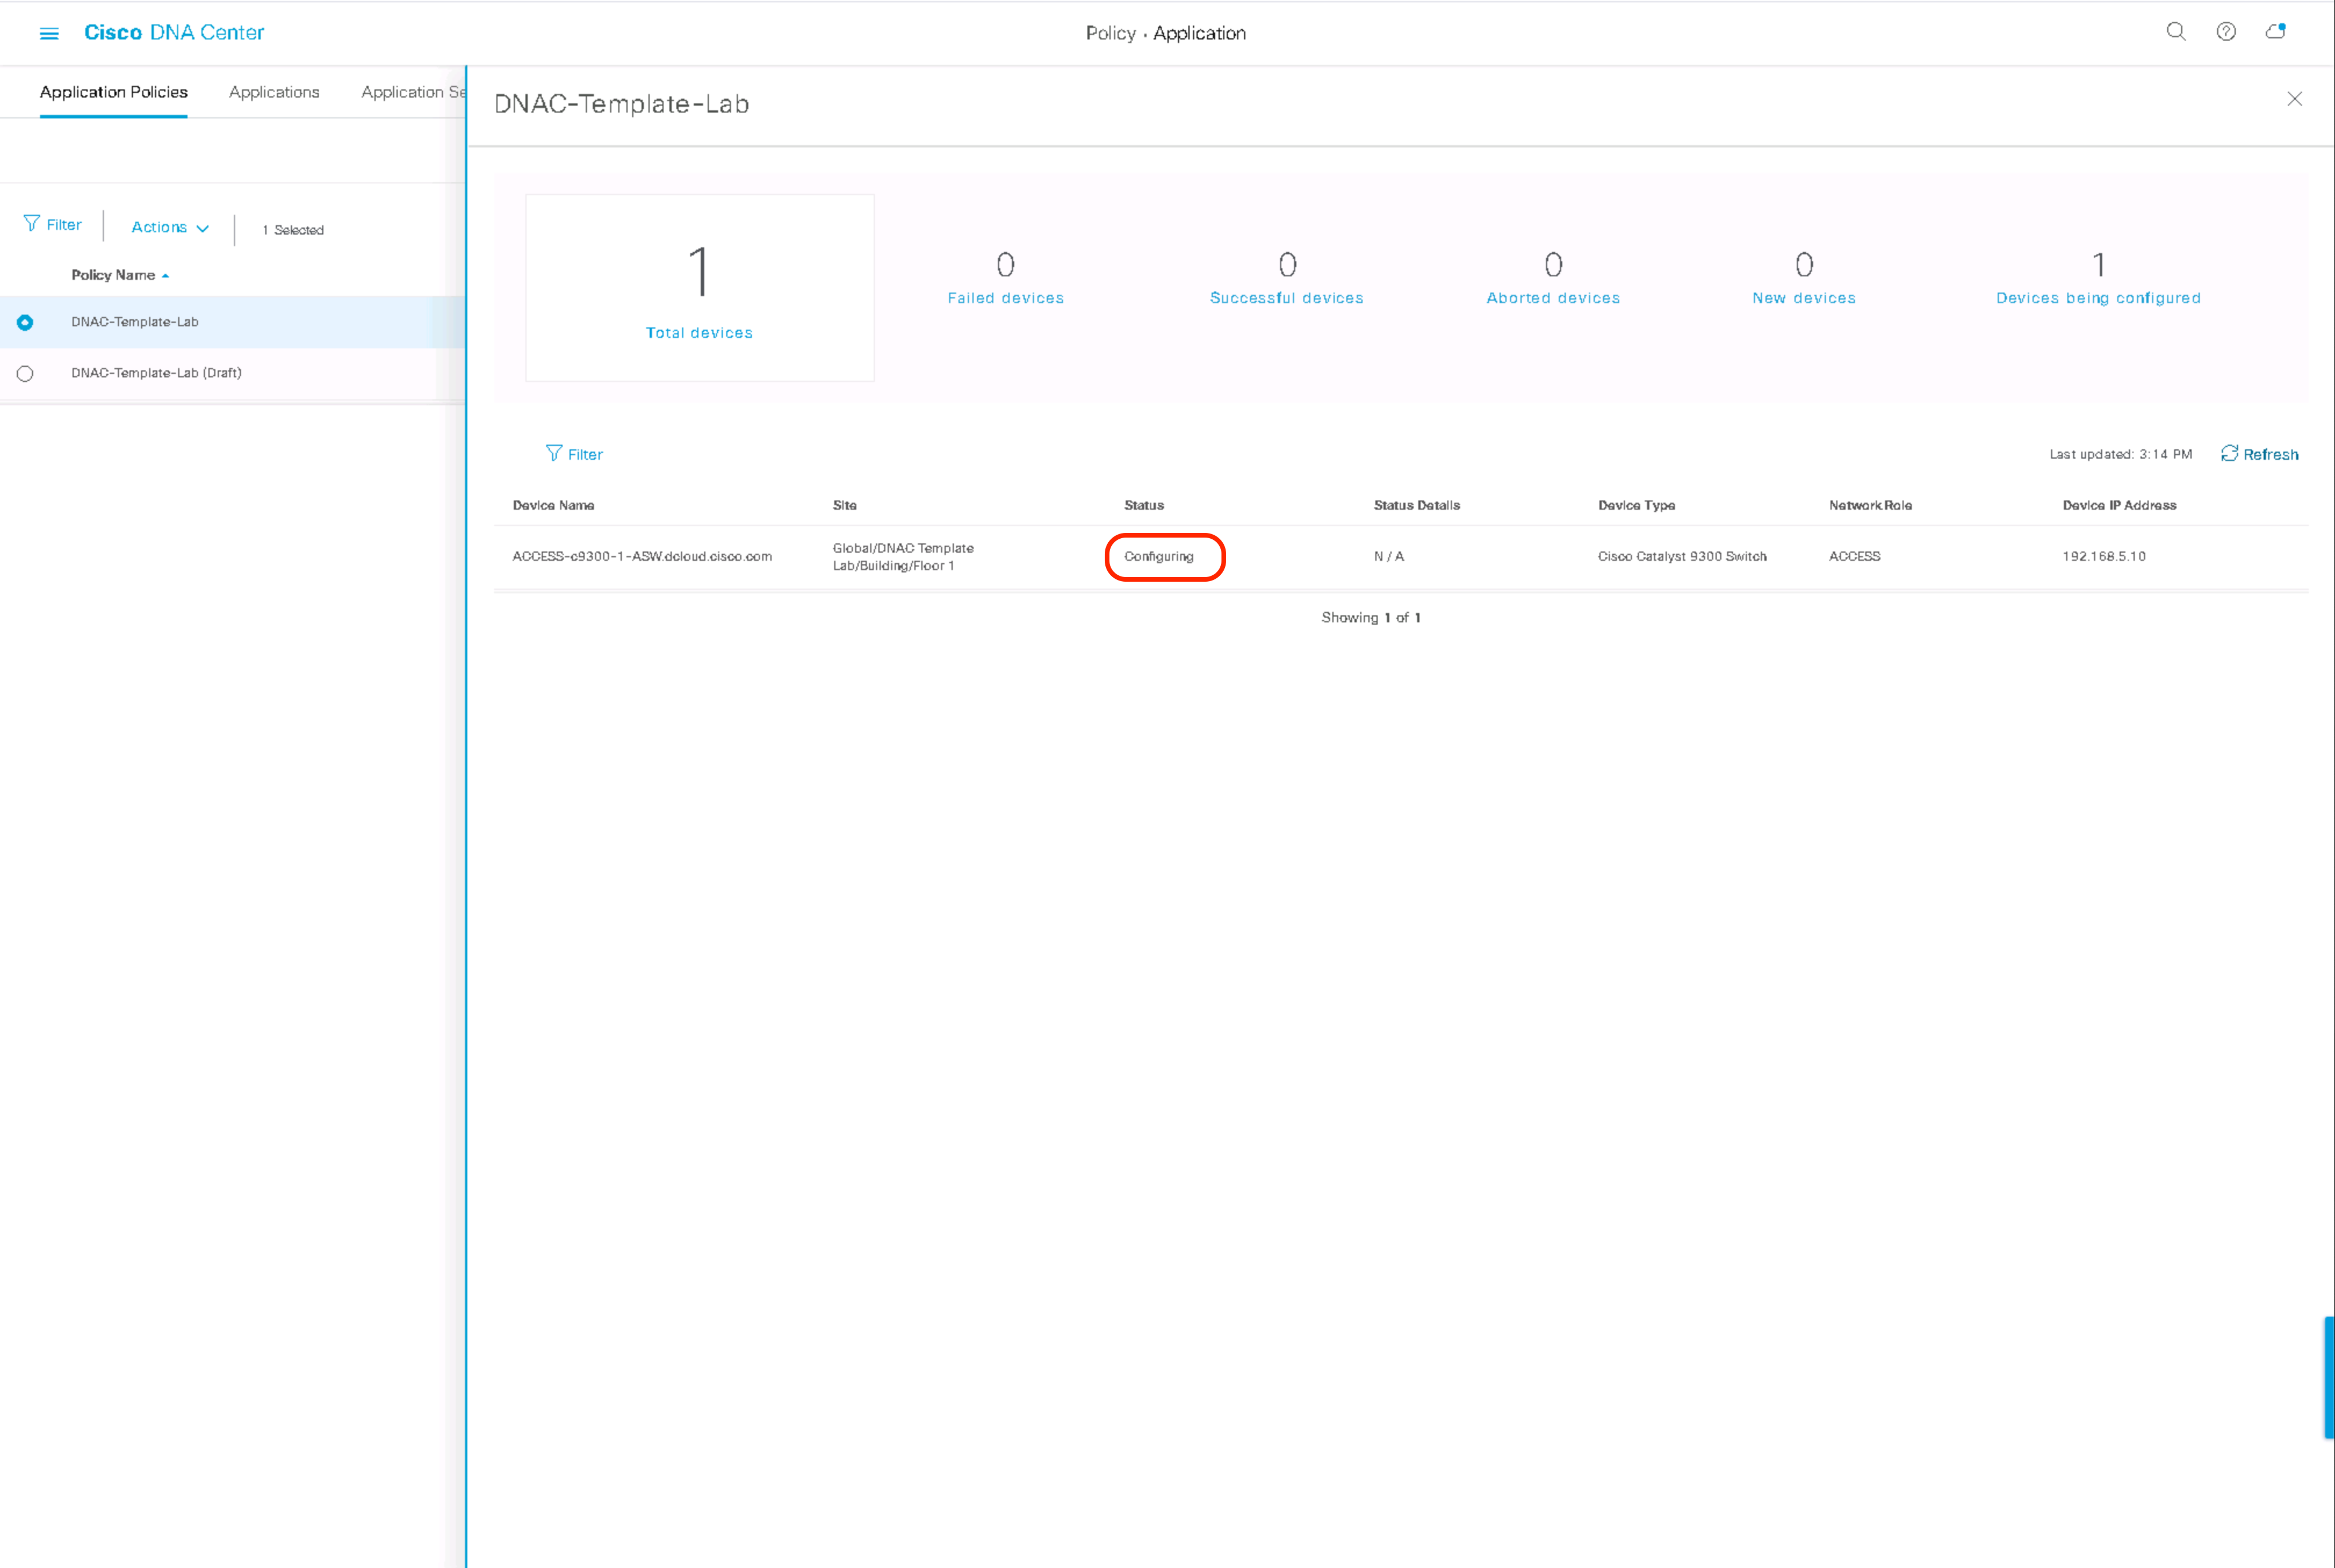 Cisco DNA Center
Policy · Application
Application Policies
Applications
Application Se
Filter
Actions
1 Selected
Policy Name
DNAC-Template-Lab
DNAC-Template-Lab (Draft)
DNAC-Template-Lab
1
Total devices
0
Failed devices
0
Successful devices
0
Aborted devices
0
New devices
1
Devices being configured
Filter
Last updated: 3:14 PM
Refresh
Device Name
Site
Status
Status Details
Device Type
Network Role
Device IP Address
ACCESS-c9300-1-ASW.dcloud.cisco.com
Global/DNAC Template
Lab/Building/Floor 1
Configuring
N / A
Cisco Catalyst 9300 Switch
ACCESS
192.168.5.10
Showing 1 of 1